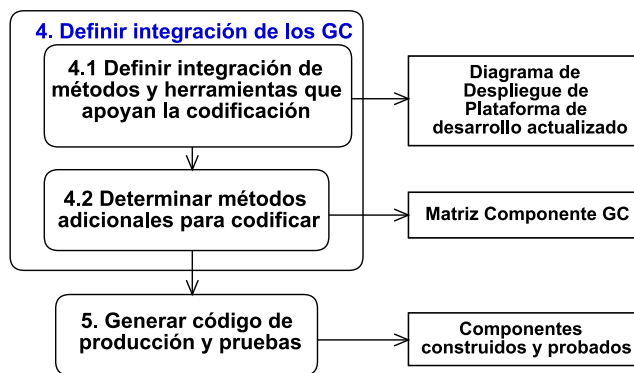 4. Definir integración de los GC
4.1 Definir integración de
métodos y herramientas que
apoyan la codificación
Diagrama de
Despliegue de
Plataforma de
desarrollo actualizado
4.2 Determinar métodos
adicionales para codificar
Matriz Componente GC
5. Generar código de
producción y pruebas
Componentes
construidos y probados